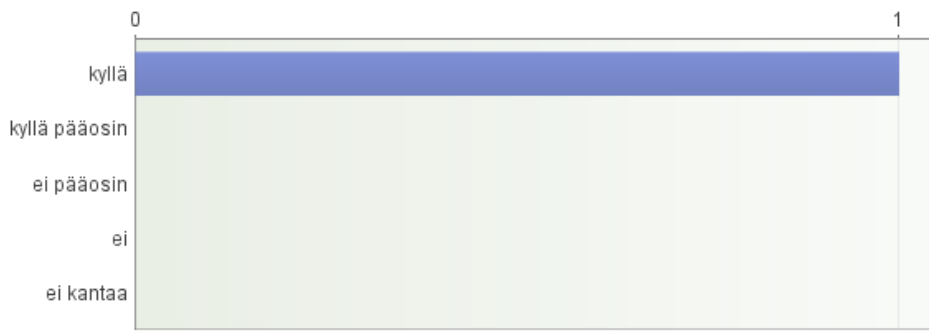 0 1
kyllä
kyllä pääosin
ei pääosin
ei
ei kantaa